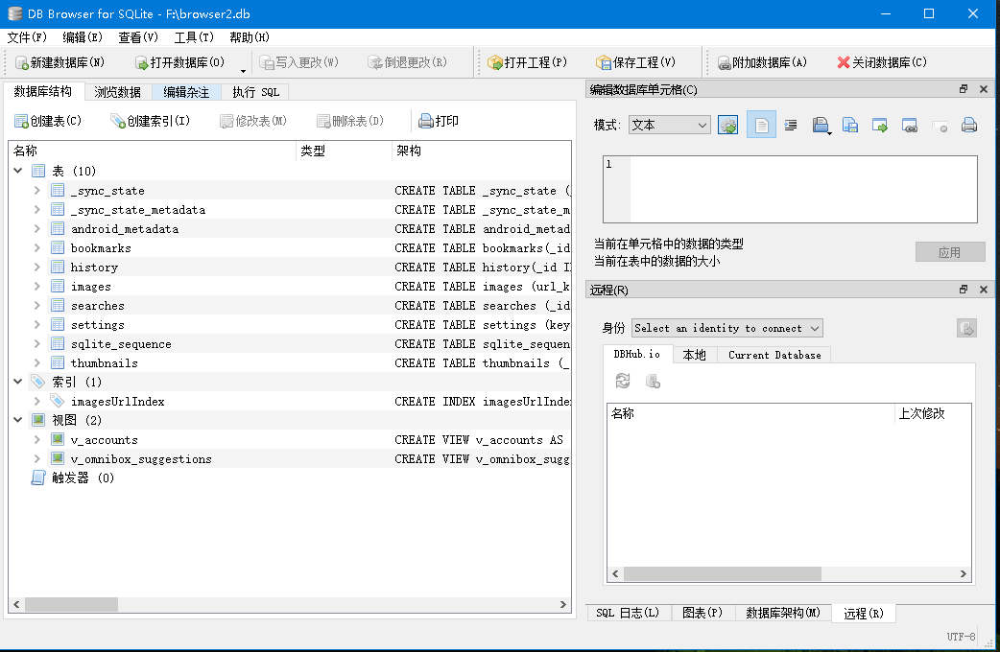 DB Browser for SQLite - F:\browser2.db
文件(F) 编辑(E) 查看(V) 工具(T) 帮助(H)
新建数据库(N) 打开数据库(O) 写入更改(W) 倒退更改(R) 打开工程(P) 保存工程(V) 附加数据库(A) 关闭数据库(C)
数据库结构 浏览数据 编辑杂注 执行 SQL
创建表(C) 创建索引(I) 修改表(M) 删除表(D) 打印
名称 类型 架构
表 (10)
_sync_state CREATE TABLE _sync_state (
_sync_state_metadata CREATE TABLE _sync_state_m
android_metadata CREATE TABLE android_metad
bookmarks CREATE TABLE bookmarks(_id
history CREATE TABLE history(_id I
images CREATE TABLE images (url_k
searches CREATE TABLE searches (_id
settings CREATE TABLE settings (key
sqlite_sequence CREATE TABLE sqlite_sequen
thumbnails CREATE TABLE thumbnails (_
索引 (1)
imagesUrlIndex CREATE INDEX imagesUrlInde
视图 (2)
v_accounts CREATE VIEW v_accounts AS
v_omnibox_suggestions CREATE VIEW v_omnibox_sugg
触发器 (0)
编辑数据库单元格(C)
模式: 文本
1
当前在单元格中的数据的类型
当前在表中的数据的大小
应用
远程(R)
身份 Select an identity to connect
DBHub.io 本地 Current Database
名称 上次修改
SQL 日志(L) 图表(P) 数据库架构(M) 远程(R)
UTF-8